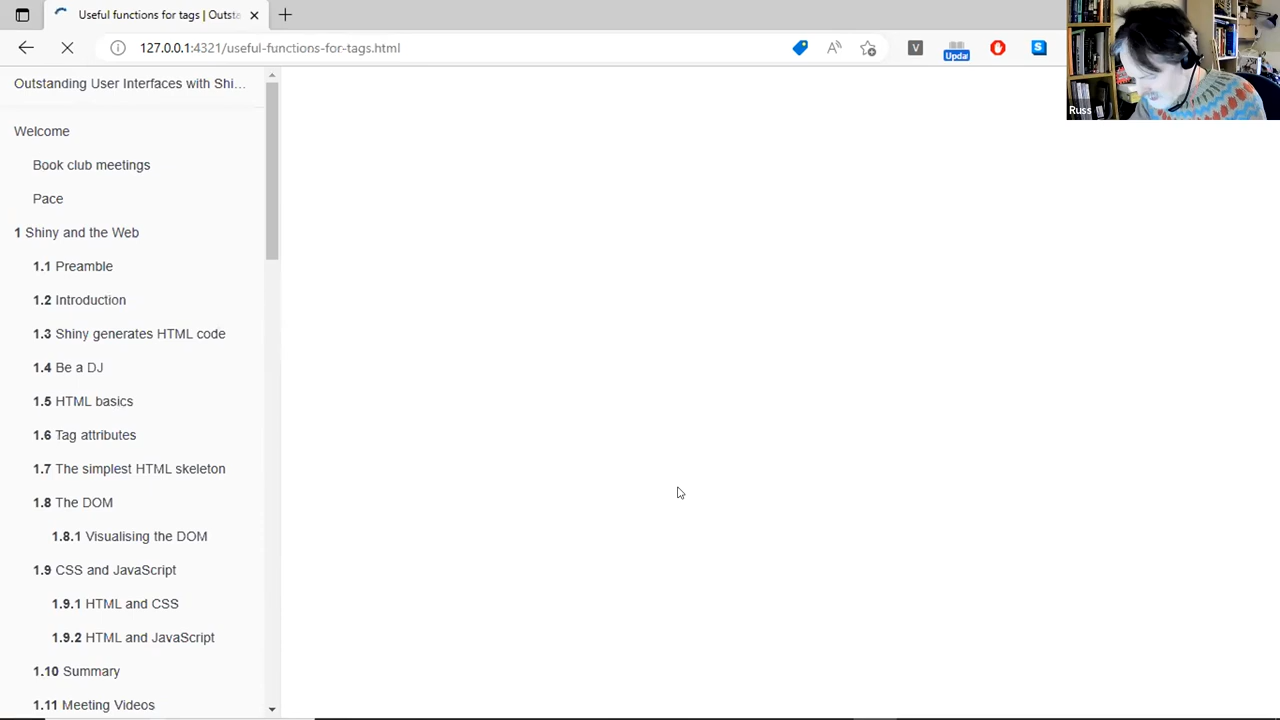 Useful functions for tags | Outsta
127.0.0.1:4321/useful-functions-for-tags.html
V
Updat
S
Russ
Outstanding User Interfaces with Shi...
Welcome
Book club meetings
Pace
1 Shiny and the Web
1.1 Preamble
1.2 Introduction
1.3 Shiny generates HTML code
1.4 Be a DJ
1.5 HTML basics
1.6 Tag attributes
1.7 The simplest HTML skeleton
1.8 The DOM
1.8.1 Visualising the DOM
1.9 CSS and JavaScript
1.9.1 HTML and CSS
1.9.2 HTML and JavaScript
1.10 Summary
1.11 Meeting Videos